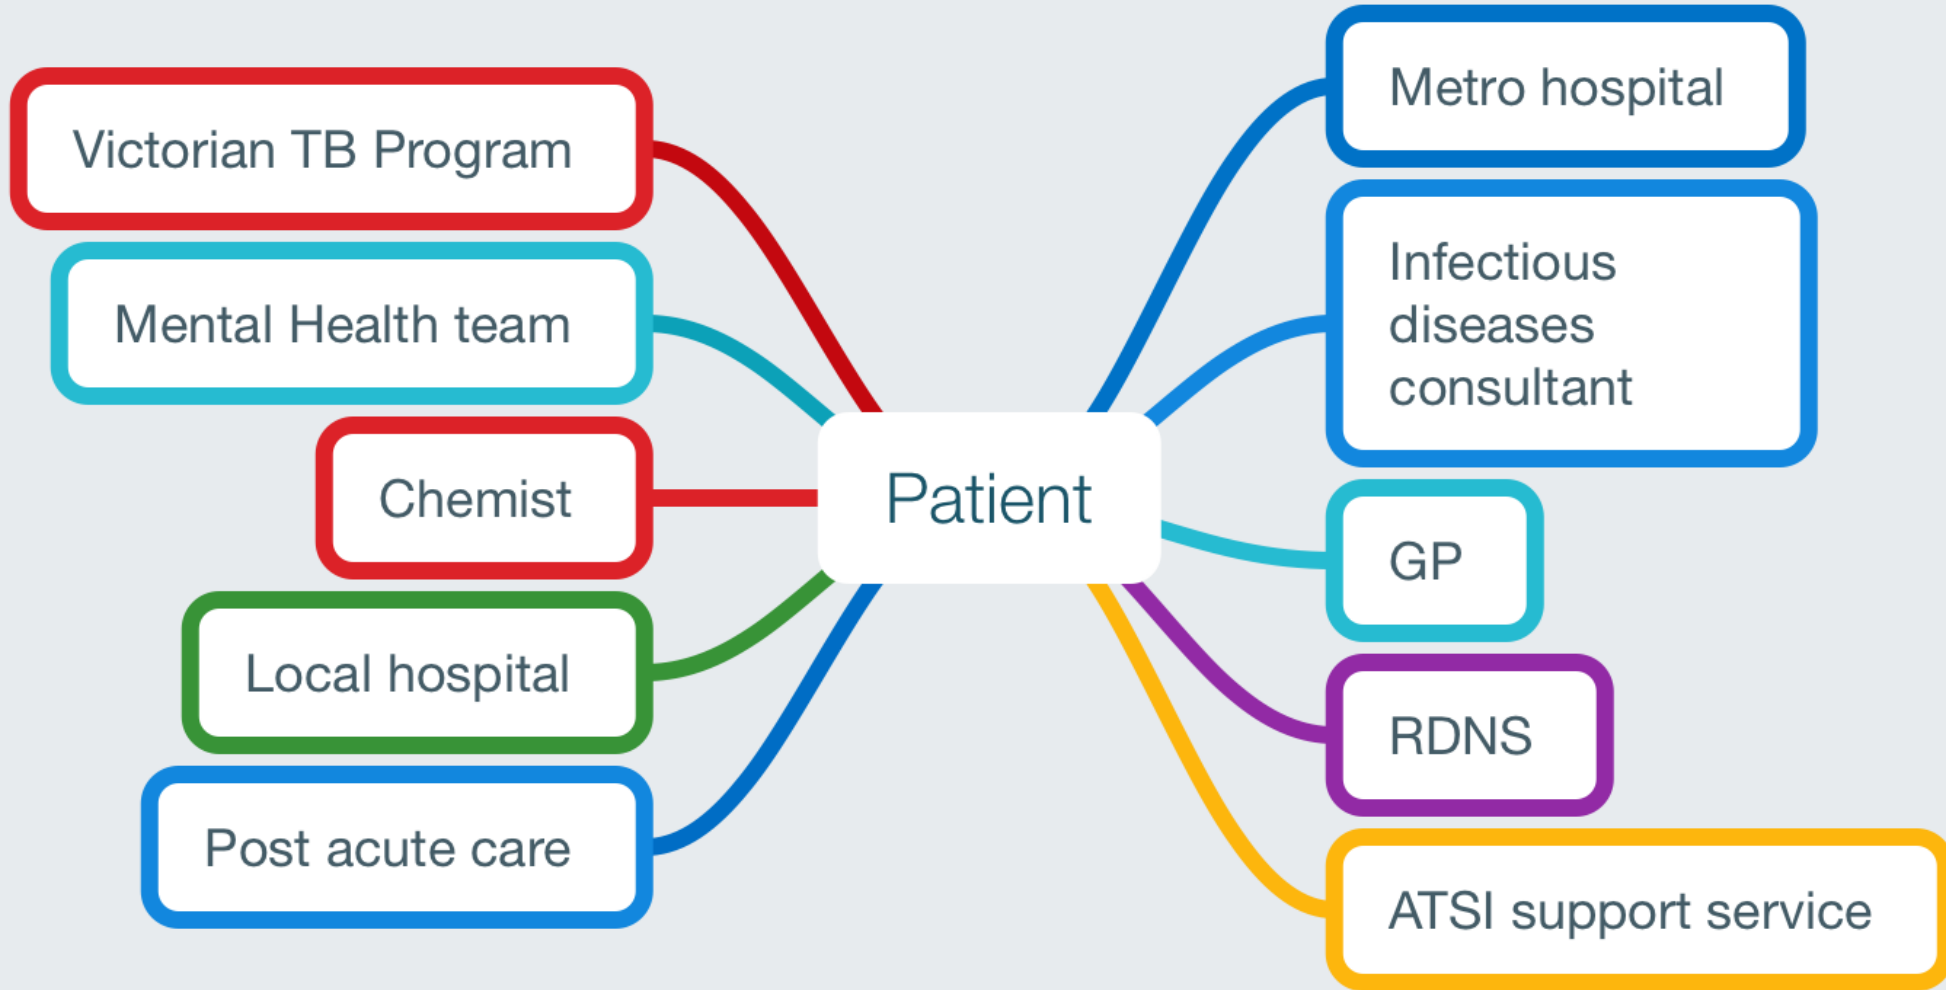 Victorian TB Program
Mental Health team
Chemist
Local hospital
Post acute care
Patient
Metro hospital
Infectious
diseases
consultant
GP
RDNS
ATSI support service